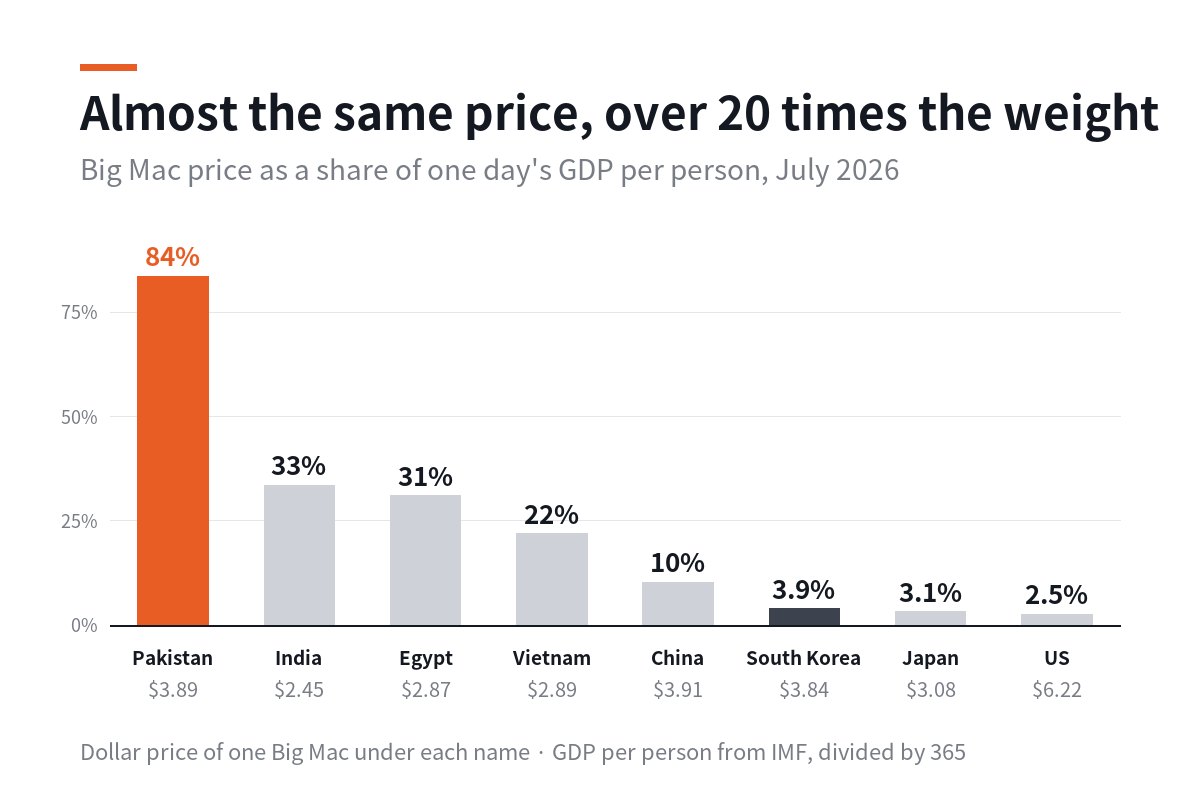 Almost the same price, over 20 times the weight
Big Mac price as a share of one day's GDP per person, July 2026
84%
75%
50%
33%
31%
25%
22%
10%
3.9%
3.1%
2.5%
0%
Pakistan India Egypt Vietnam China South Korea Japan US
$3.89 $2.45 $2.87 $2.89 $3.91 $3.84 $3.08 $6.22
Dollar price of one Big Mac under each name · GDP per person from IMF, divided by 365